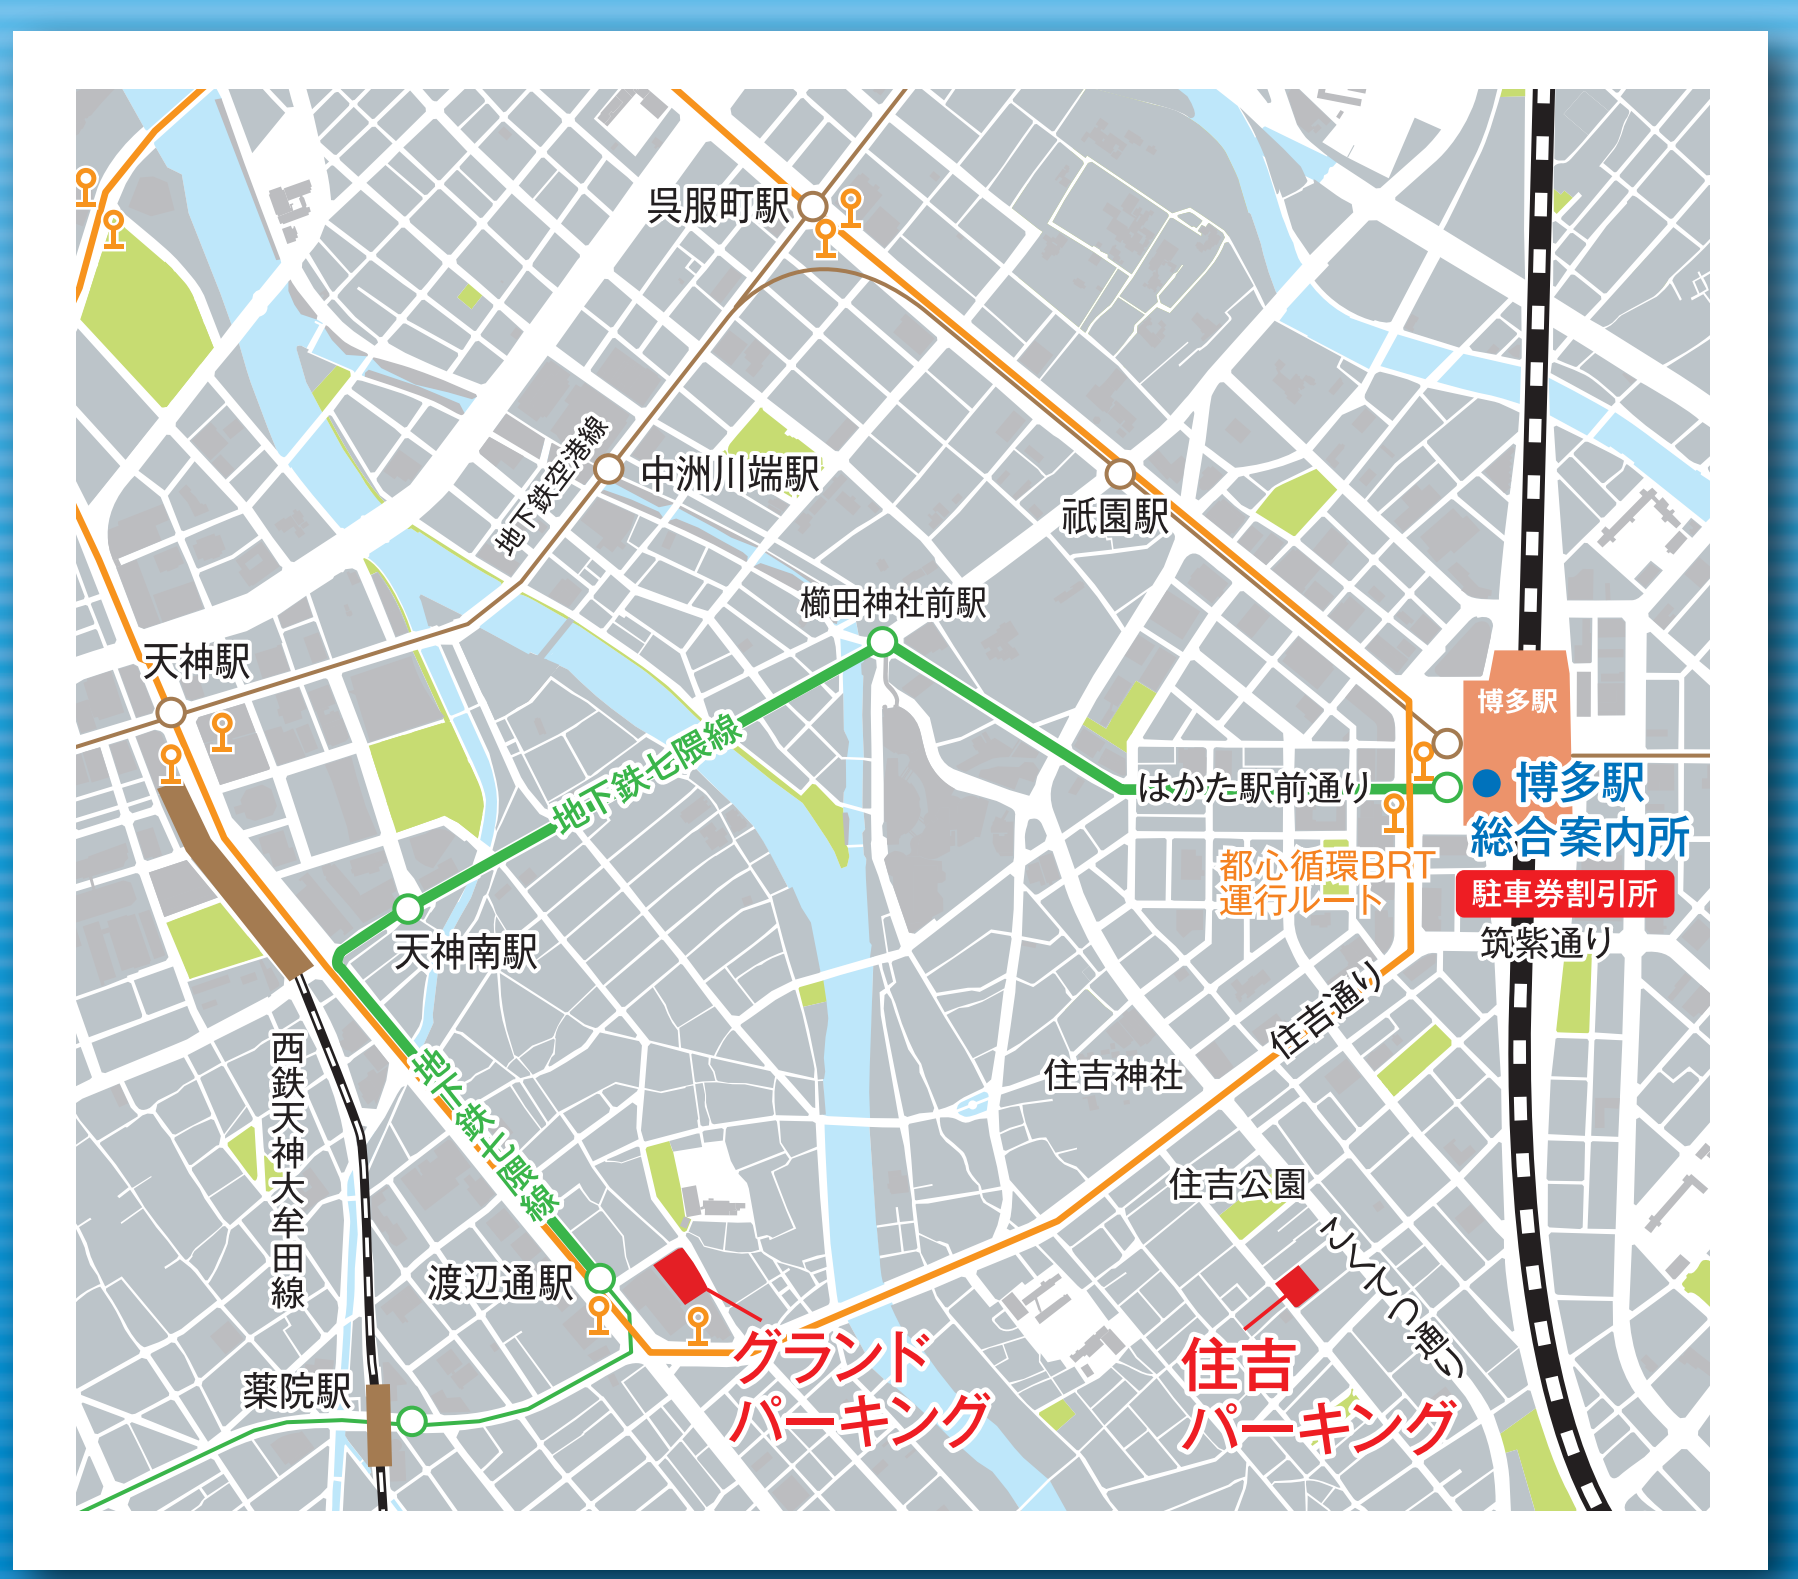 呉服町駅
地下鉄空港線
中洲川端駅
祇園駅
櫛田神社前駅
天神駅
博多駅
地下鉄七隈線
はかた駅前通り
博多駅
総合案内所
都心循環BRT
運行ルート
駐車券割引所
天神南駅
筑紫通り
住吉通り
西鉄天神大牟田線
地下鉄七隈線
住吉神社
住吉公園
こくてつ通り
渡辺通駅
グランド
パーキング
住吉
パーキング
薬院駅